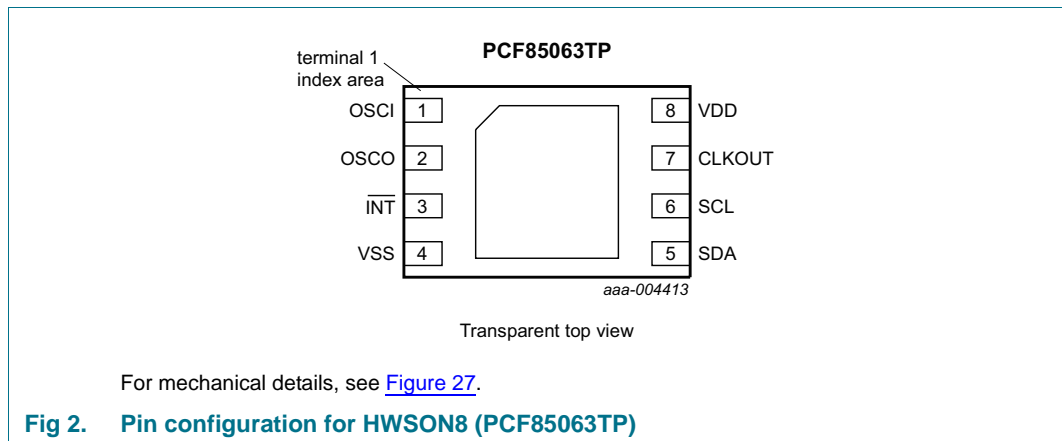 PCF85063TP
terminal 1
index area
OSCI 1 8 VDD
OSCO 2 7 CLKOUT
INT 3 6 SCL
VSS 4 5 SDA
aaa-004413
Transparent top view
For mechanical details, see Figure 27.
Fig 2. Pin configuration for HWSON8 (PCF85063TP)